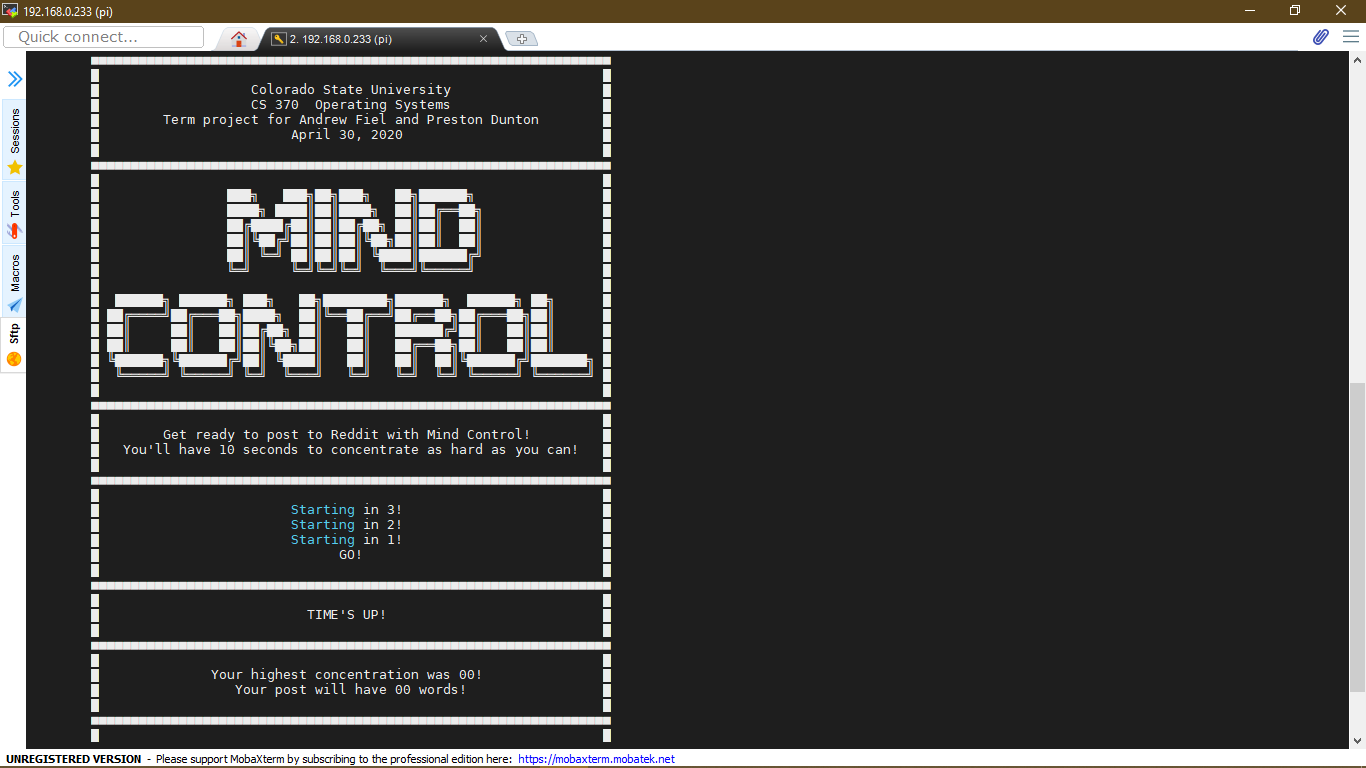 192.168.0.233 (pi)
Quick connect...
2. 192.168.0.233 (pi)
Sessions
Tools
Macros
Sftp
Colorado State University
CS 370  Operating Systems
Term project for Andrew Fiel and Preston Dunton
April 30, 2020
MIND
CONTROL
Get ready to post to Reddit with Mind Control!
You'll have 10 seconds to concentrate as hard as you can!
Starting in 3!
Starting in 2!
Starting in 1!
GO!
TIME'S UP!
Your highest concentration was 00!
Your post will have 00 words!
UNREGISTERED VERSION - Please support MobaXterm by subscribing to the professional edition here: https://mobaxterm.mobatek.net